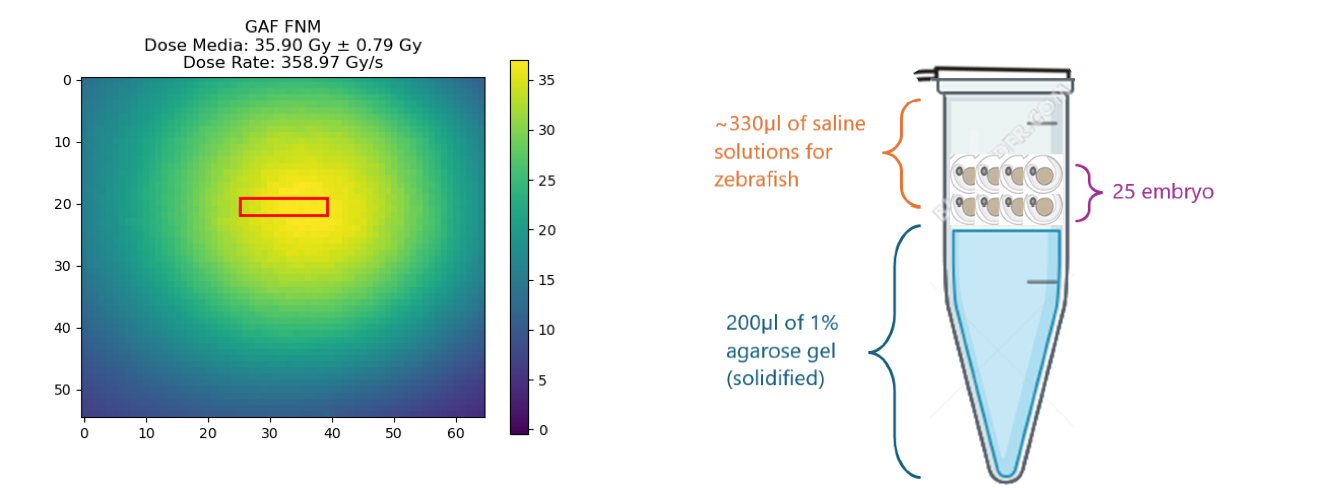 GAF FNM
Dose Media: 35.90 Gy ± 0.79 Gy
Dose Rate: 358.97 Gy/s
0
10
20
30
40
50
0
10
20
30
40
50
60
35
30
25
20
15
10
5
0
~330µl of saline
solutions for
zebrafish
25 embryo
200µl of 1%
agarose gel
(solidified)